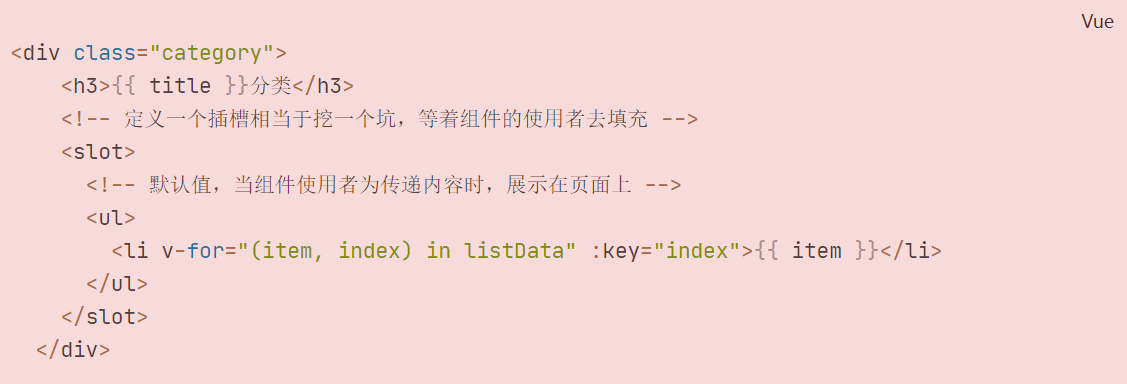 Vue
<div class="category">
    <h3>{{ title }}分类</h3>
    <!-- 定义一个插槽相当于挖一个坑，等着组件的使用者去填充 -->
    <slot>
      <!-- 默认值，当组件使用者为传递内容时，展示在页面上 -->
      <ul>
        <li v-for="(item, index) in listData" :key="index">{{ item }}</li>
      </ul>
    </slot>
  </div>